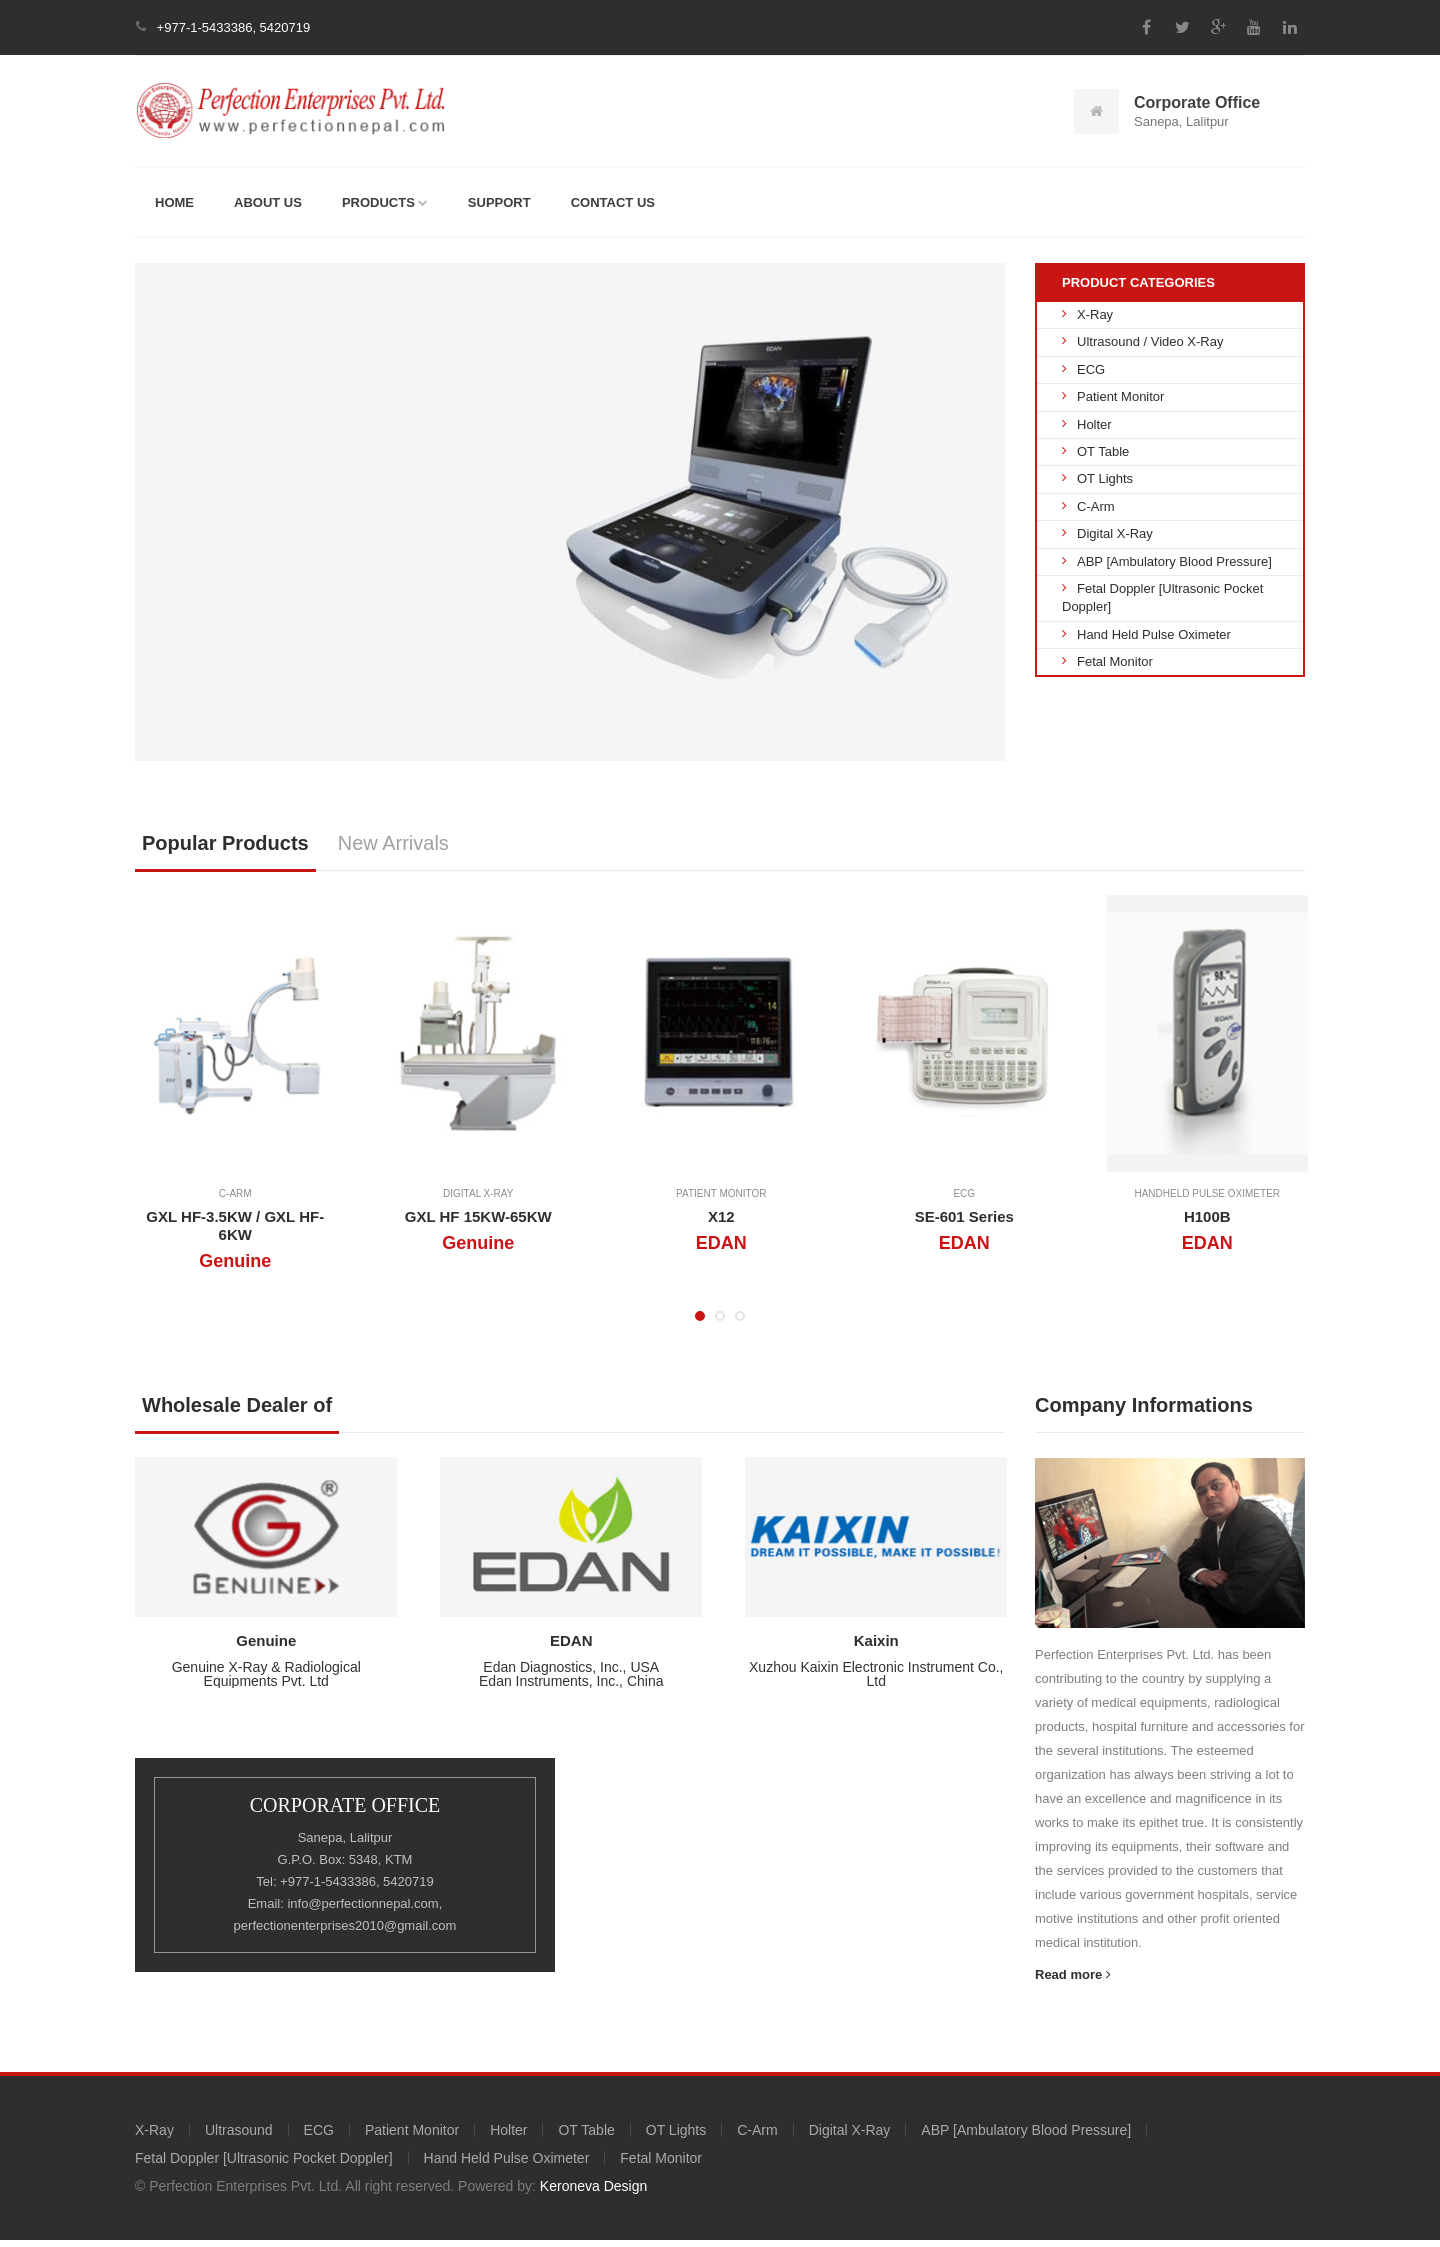 +977-1-5433386, 5420719
Perfection Enterprises Pvt. Ltd.
www.perfectionnepal.com
Corporate Office
Sanepa, Lalitpur
HOME ABOUT US PRODUCTS SUPPORT CONTACT US
PRODUCT CATEGORIES
X-Ray
Ultrasound / Video X-Ray
ECG
Patient Monitor
Holter
OT Table
OT Lights
C-Arm
Digital X-Ray
ABP [Ambulatory Blood Pressure]
Fetal Doppler [Ultrasonic Pocket
Doppler]
Hand Held Pulse Oximeter
Fetal Monitor
EDAN
Popular Products New Arrivals
EDAN
C-ARM
GXL HF-3.5KW / GXL HF-
6KW
Genuine
DIGITAL X-RAY
GXL HF 15KW-65KW
Genuine
PATIENT MONITOR
X12
EDAN
ECG
SE-601 Series
EDAN
HANDHELD PULSE OXIMETER
H100B
EDAN
Wholesale Dealer of
GENUINE ®
Genuine
Genuine X-Ray & Radiological
Equipments Pvt. Ltd
EDAN
EDAN
Edan Diagnostics, Inc., USA
Edan Instruments, Inc., China
KAIXIN
DREAM IT POSSIBLE, MAKE IT POSSIBLE!
Kaixin
Xuzhou Kaixin Electronic Instrument Co.,
Ltd
CORPORATE OFFICE
Sanepa, Lalitpur
G.P.O. Box: 5348, KTM
Tel: +977-1-5433386, 5420719
Email: info@perfectionnepal.com,
perfectionenterprises2010@gmail.com
Company Informations
Perfection Enterprises Pvt. Ltd. has been
contributing to the country by supplying a
variety of medical equipments, radiological
products, hospital furniture and accessories for
the several institutions. The esteemed
organization has always been striving a lot to
have an excellence and magnificence in its
works to make its epithet true. It is consistently
improving its equipments, their software and
the services provided to the customers that
include various government hospitals, service
motive institutions and other profit oriented
medical institution.
Read more
X-Ray Ultrasound ECG Patient Monitor Holter OT Table OT Lights C-Arm Digital X-Ray ABP [Ambulatory Blood Pressure]
Fetal Doppler [Ultrasonic Pocket Doppler] Hand Held Pulse Oximeter Fetal Monitor
© Perfection Enterprises Pvt. Ltd. All right reserved. Powered by: Keroneva Design